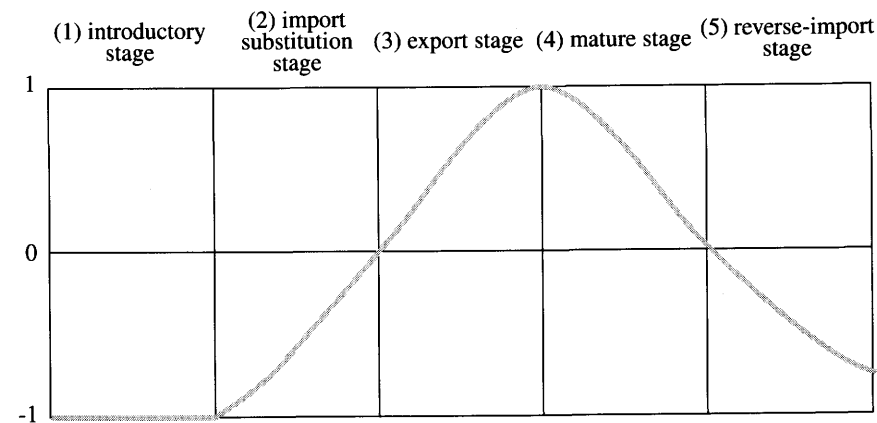 (1) introductory
stage
(2) import
substitution
stage
(3) export stage
(4) mature stage
(5) reverse-import
stage
1
0
-1